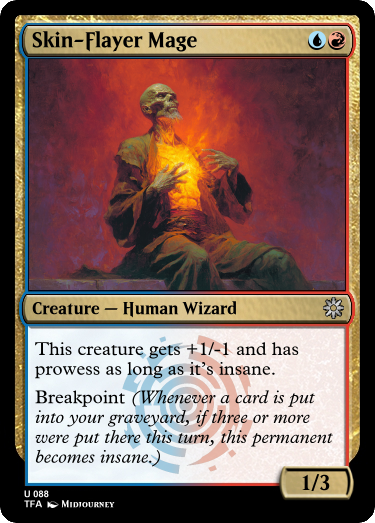 Skin-Flayer Mage
Creature — Human Wizard
This creature gets +1/-1 and has
prowess as long as it's insane.
Breakpoint (Whenever a card is put
into your graveyard, if three or more
were put there this turn, this permanent
becomes insane.)
1/3
U 088
TFA Midjourney